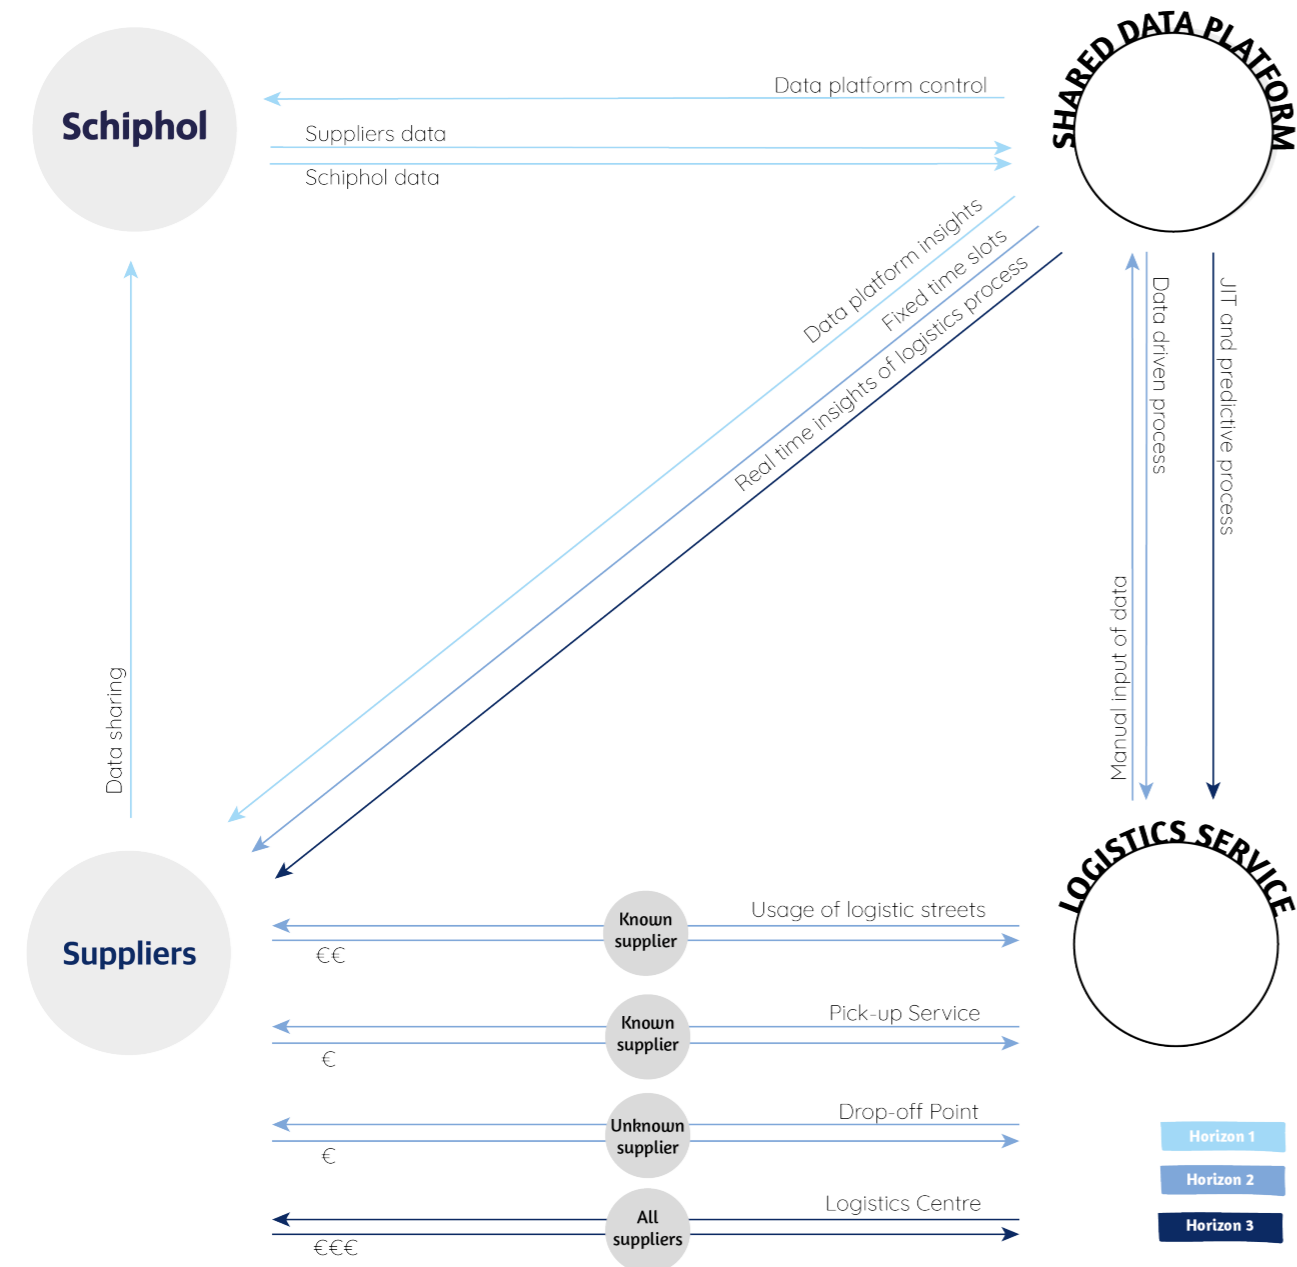 SHARED DATA PLATFORM
Schiphol
Data platform control
Suppliers data
Schiphol data
Data platform insights
Fixed time slots
Real time insights of logistics process
Data driven process
JIT and predictive process
Manual input of data
Data sharing
LOGISTICS SERVICE
Suppliers
Known
supplier
Usage of logistic streets
€€
Known
supplier
Pick-up Service
€
Unknown
supplier
Drop-off Point
€
All
suppliers
Logistics Centre
€€€
Horizon 1
Horizon 2
Horizon 3